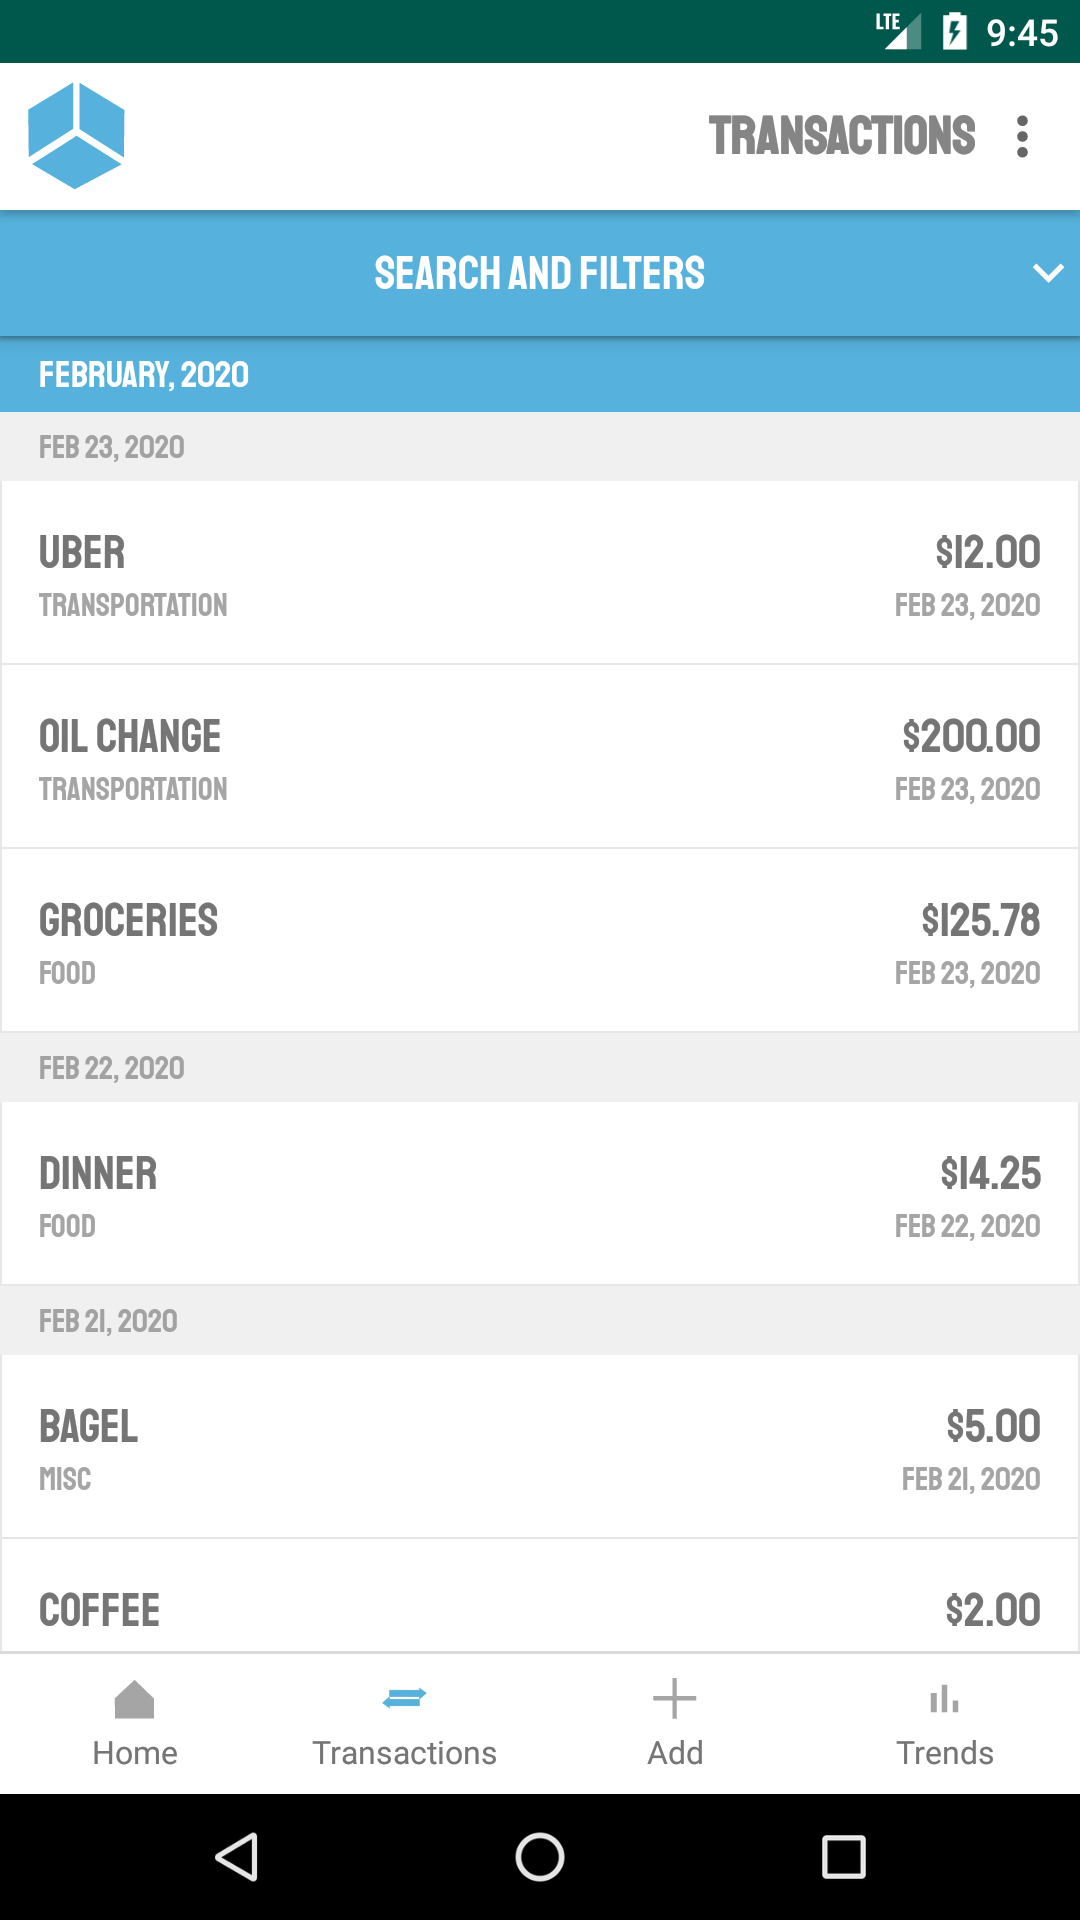 LTE 9:45
TRANSACTIONS
SEARCH AND FILTERS
FEBRUARY, 2020
FEB 23, 2020
UBER $12.00
TRANSPORTATION FEB 23, 2020
OIL CHANGE $200.00
TRANSPORTATION FEB 23, 2020
GROCERIES $125.78
FOOD FEB 23, 2020
FEB 22, 2020
DINNER $14.25
FOOD FEB 22, 2020
FEB 21, 2020
BAGEL $5.00
MISC FEB 21, 2020
COFFEE $2.00
Home Transactions Add Trends